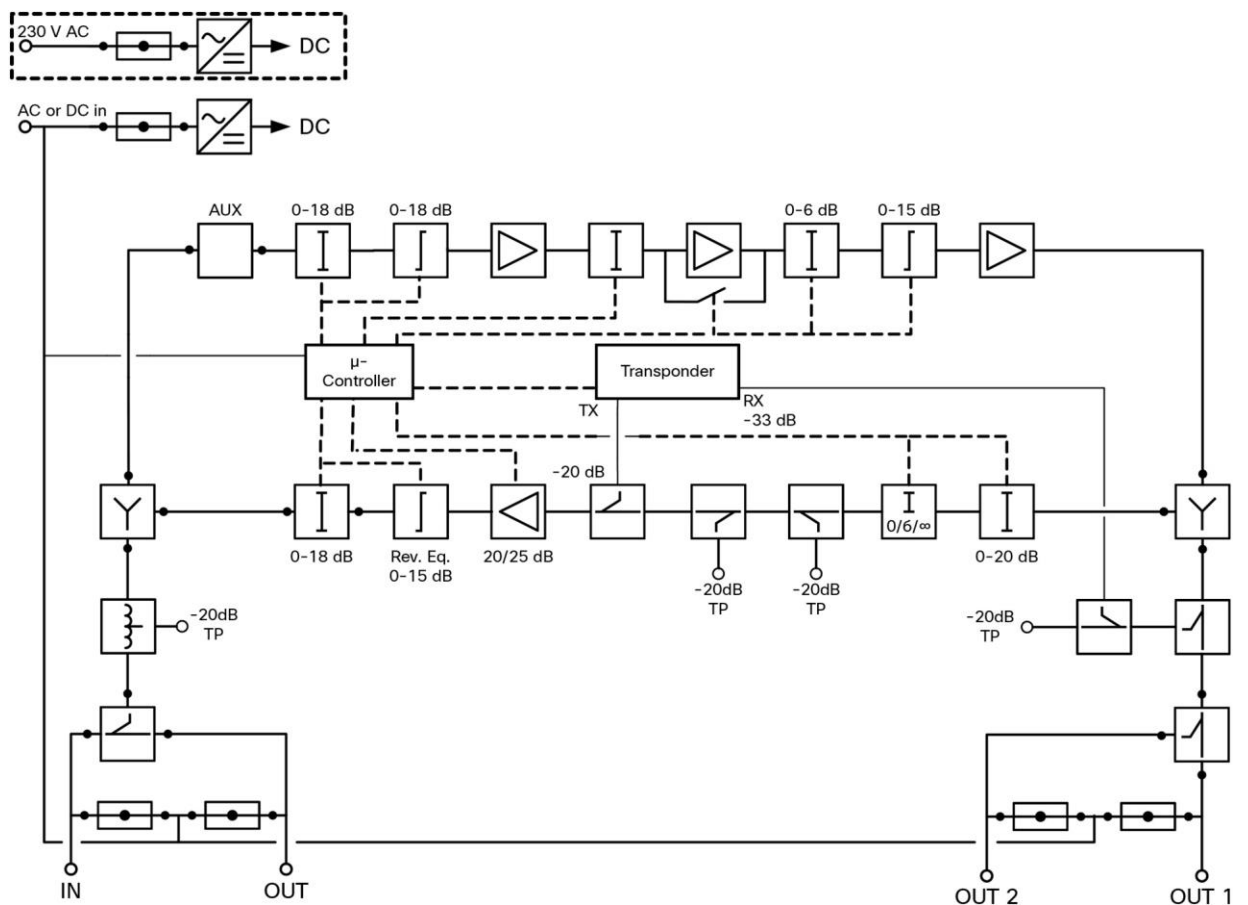 230 V AC
DC
AC or DC in
DC
AUX
0-18 dB
0-18 dB
0-6 dB
0-15 dB
μ-
Controller
Transponder
TX
RX
-33 dB
-20 dB
0/6/∞
0-18 dB
Rev. Eq.
0-15 dB
20/25 dB
0-20 dB
-20dB
TP
-20dB
TP
-20dB
TP
-20dB
TP
IN
OUT
OUT 2
OUT 1